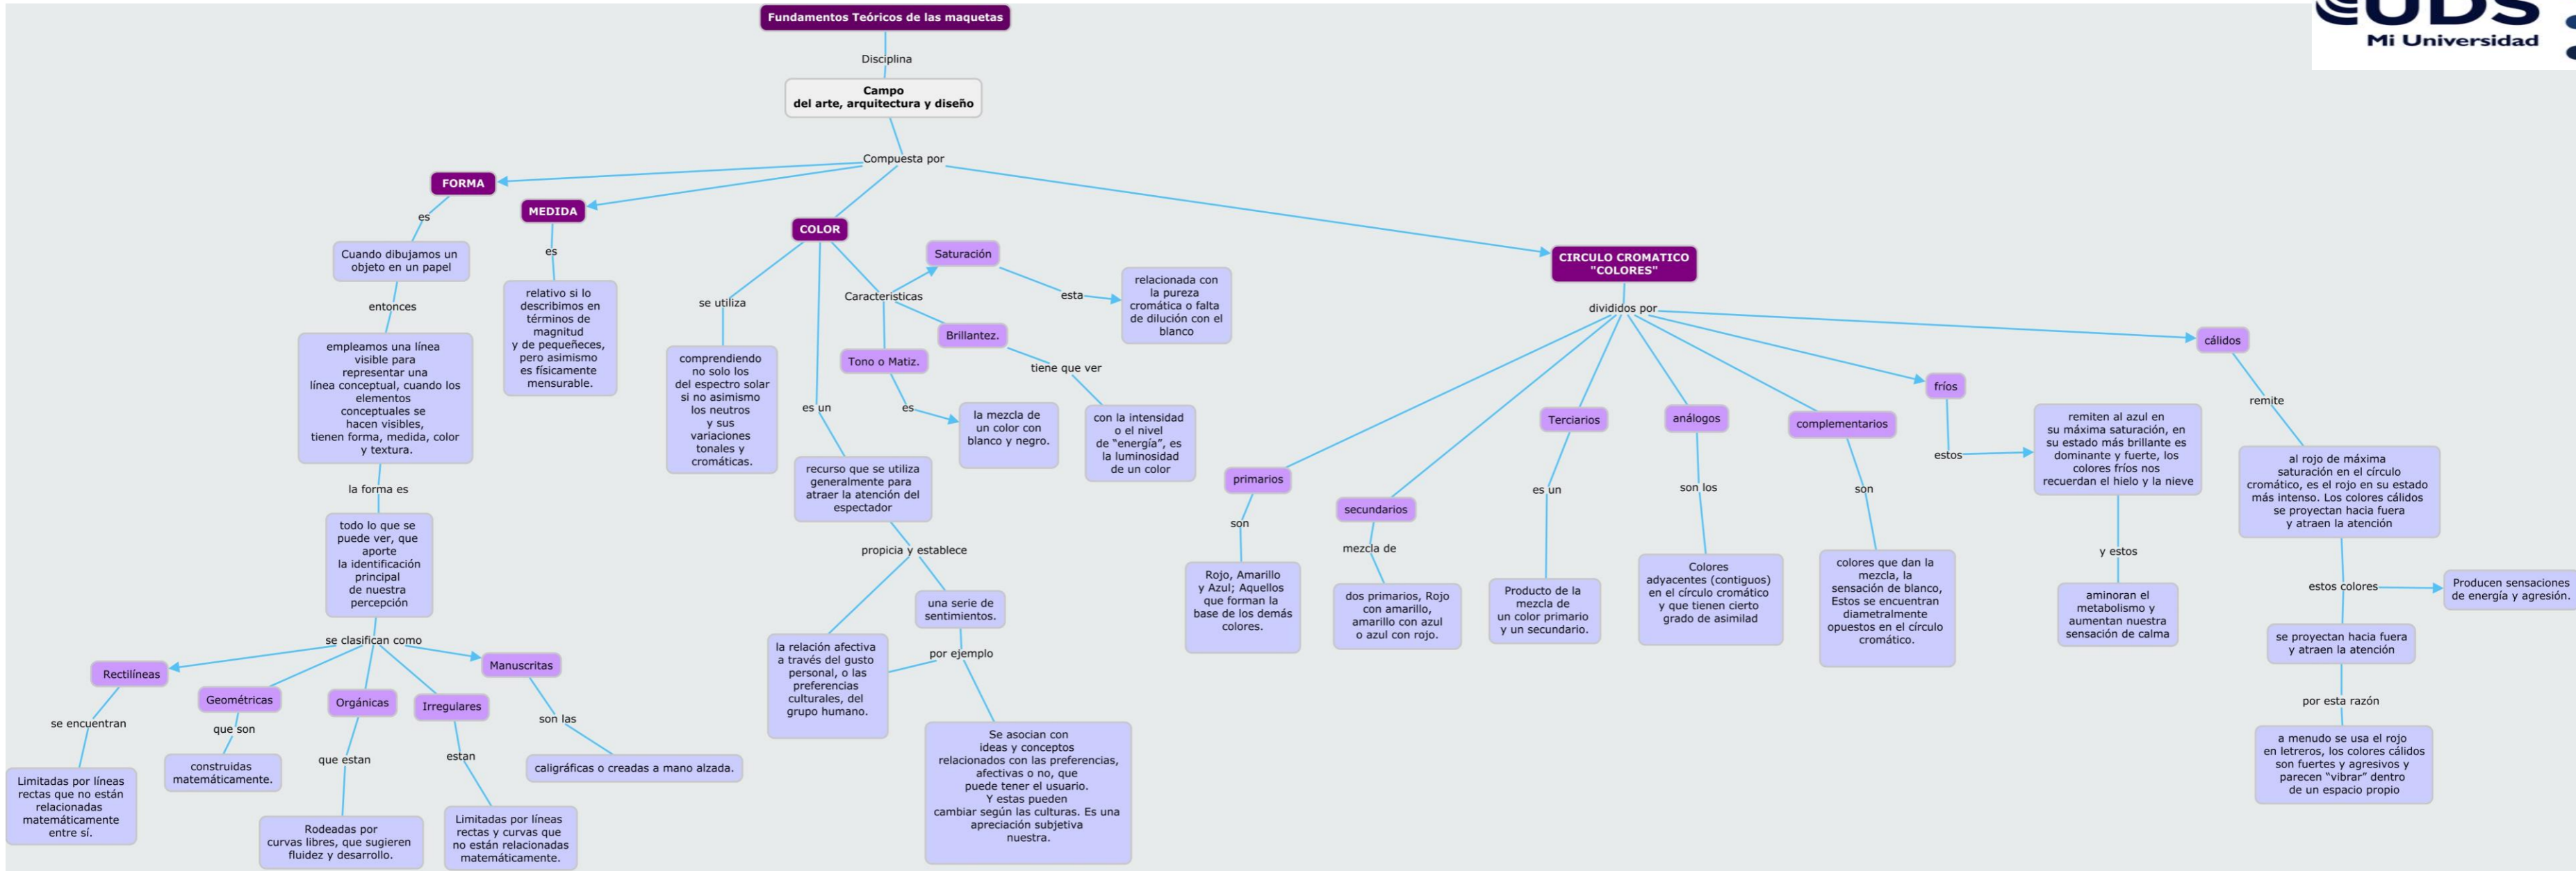 Fundamentos Teóricos de las maquetas
Disciplina
Campo
del arte, arquitectura y diseño
Compuesta por
UDS
Mi Universidad
FORMA
es
Cuando dibujamos un
objeto en un papel
entonces
empleamos una línea
visible para
representar una
línea conceptual, cuando los
elementos
conceptuales se
hacen visibles,
tienen forma, medida, color
y textura.
la forma es
todo lo que se
puede ver, que
aporte
la identificación
principal
de nuestra
percepción
se clasifican como
Rectilíneas
se encuentran
Limitadas por líneas
rectas que no están
relacionadas
matemáticamente
entre sí.
Geométricas
que son
construidas
matemáticamente.
Orgánicas
que estan
Rodeadas por
curvas libres, que sugieren
fluidez y desarrollo.
Irregulares
estan
Limitadas por líneas
rectas y curvas que
no están relacionadas
matemáticamente.
Manuscritas
son las
caligráficas o creadas a mano alzada.
MEDIDA
es
relativo si lo
describimos en
términos de
magnitud
y de pequeñeces,
pero asimismo
es físicamente
mensurable.
COLOR
se utiliza
comprendiendo
no solo los
del espectro solar
si no asimismo
los neutros
y sus
variaciones
tonales y
cromáticas.
es un
recurso que se utiliza
generalmente para
atraer la atención del
espectador
propicia y establece
la relación afectiva
a través del gusto
personal, o las
preferencias
culturales, del
grupo humano.
una serie de
sentimientos.
por ejemplo
Se asocian con
ideas y conceptos
relacionados con las preferencias,
afectivas o no, que
puede tener el usuario.
Y estas pueden
cambiar según las culturas. Es una
apreciación subjetiva
nuestra.
Caracteristicas
Saturación
esta
relacionada con
la pureza
cromática o falta
de dilución con el
blanco
Brillantez.
tiene que ver
con la intensidad
o el nivel
de “energía”, es
la luminosidad
de un color
Tono o Matiz.
es
la mezcla de
un color con
blanco y negro.
CIRCULO CROMATICO
"COLORES"
divididos por
primarios
son
Rojo, Amarillo
y Azul; Aquellos
que forman la
base de los demás
colores.
secundarios
mezcla de
dos primarios, Rojo
con amarillo,
amarillo con azul
o azul con rojo.
Terciarios
es un
Producto de la
mezcla de
un color primario
y un secundario.
análogos
son los
Colores
adyacentes (contiguos)
en el círculo cromático
y que tienen cierto
grado de asimilad
complementarios
son
colores que dan la
mezcla, la
sensación de blanco,
Estos se encuentran
diametralmente
opuestos en el círculo
cromático.
fríos
estos
remiten al azul en
su máxima saturación, en
su estado más brillante es
dominante y fuerte, los
colores fríos nos
recuerdan el hielo y la nieve
y estos
aminoran el
metabolismo y
aumentan nuestra
sensación de calma
cálidos
remite
al rojo de máxima
saturación en el círculo
cromático, es el rojo en su estado
más intenso. Los colores cálidos
se proyectan hacia fuera
y atraen la atención
estos colores
Producen sensaciones
de energía y agresión.
se proyectan hacia fuera
y atraen la atención
por esta razón
a menudo se usa el rojo
en letreros, los colores cálidos
son fuertes y agresivos y
parecen “vibrar” dentro
de un espacio propio